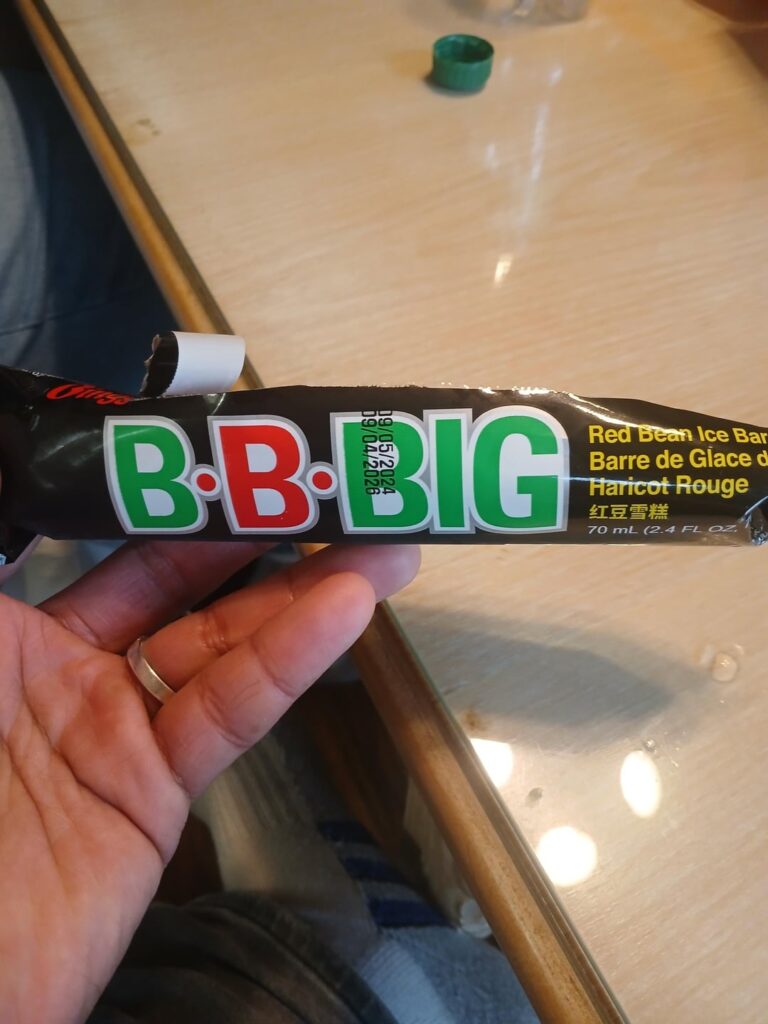 B·B·BIG
09/05/2024
09/04/2026
Red Bean Ice Bar
Barre de Glace d
Haricot Rouge
红豆雪糕
70 mL (2.4 FL OZ.